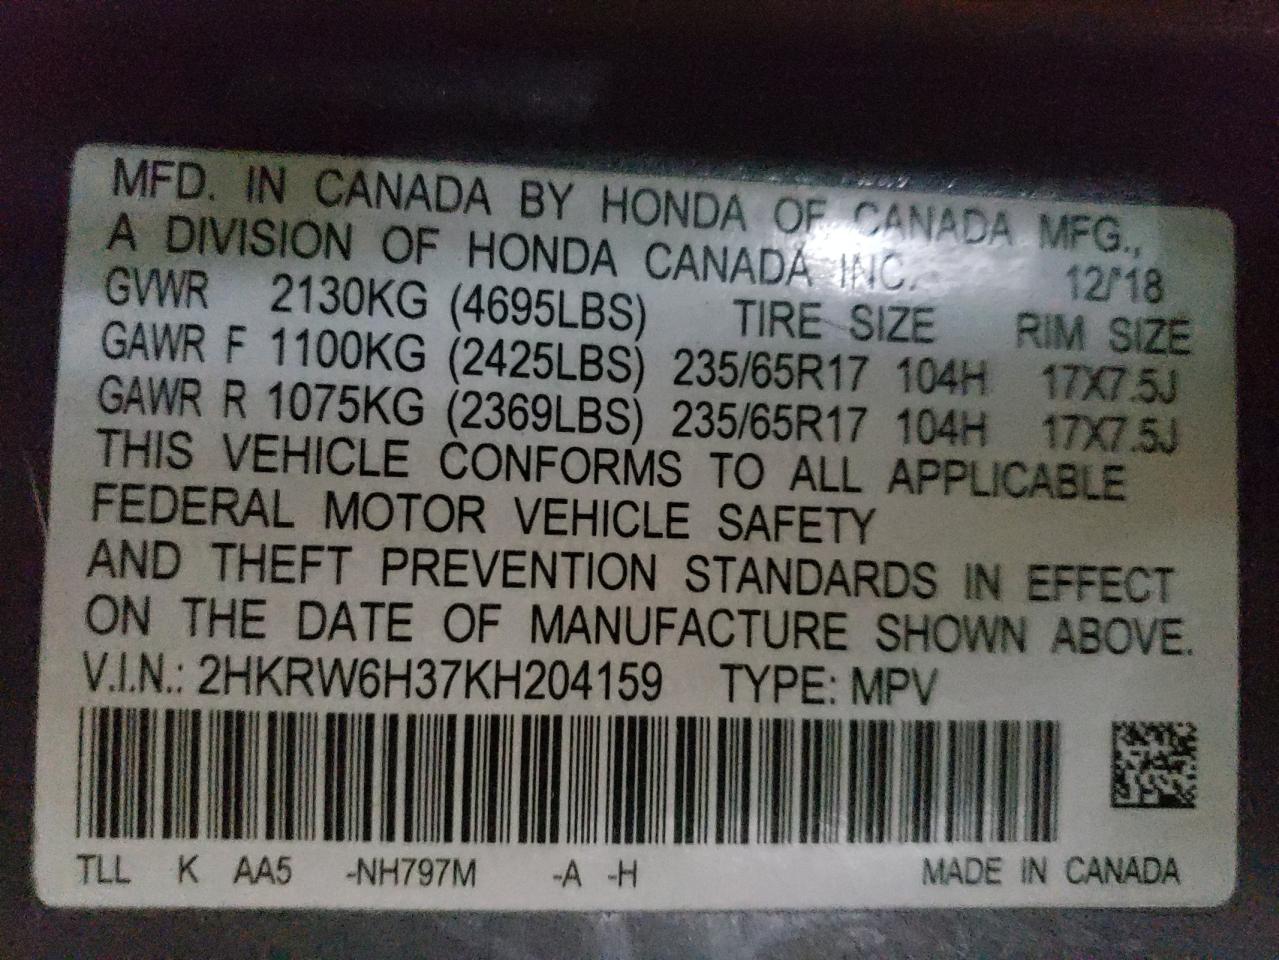 MFD. IN CANADA BY HONDA OF CANADA MFG.,
A DIVISION OF HONDA CANADA INC. 12/'18
GVWR 2130KG (4695LBS) TIRE SIZE RIM SIZE
GAWR F 1100KG (2425LBS) 235/65R17 104H 17X7.5J
GAWR R 1075KG (2369LBS) 235/65R17 104H 17X7.5J
THIS VEHICLE CONFORMS TO ALL APPLICABLE
FEDERAL MOTOR VEHICLE SAFETY
AND THEFT PREVENTION STANDARDS IN EFFECT
ON THE DATE OF MANUFACTURE SHOWN ABOVE.
V.I.N.: 2HKRW6H37KH204159 TYPE: MPV
TLL K AA5 -NH797M -A -H MADE IN CANADA